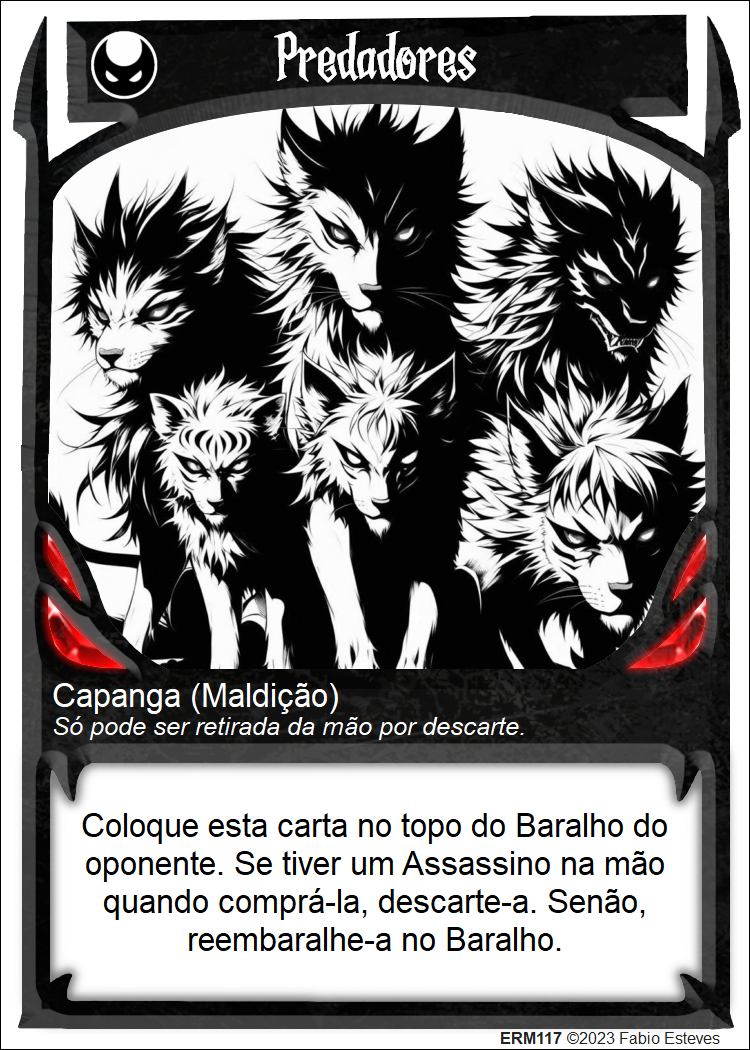 Predadores
Capanga (Maldição)
Só pode ser retirada da mão por descarte.
Coloque esta carta no topo do Baralho do
oponente. Se tiver um Assassino na mão
quando comprá-la, descarte-a. Senão,
reembaralhe-a no Baralho.
ERM117 ©2023 Fabio Esteves